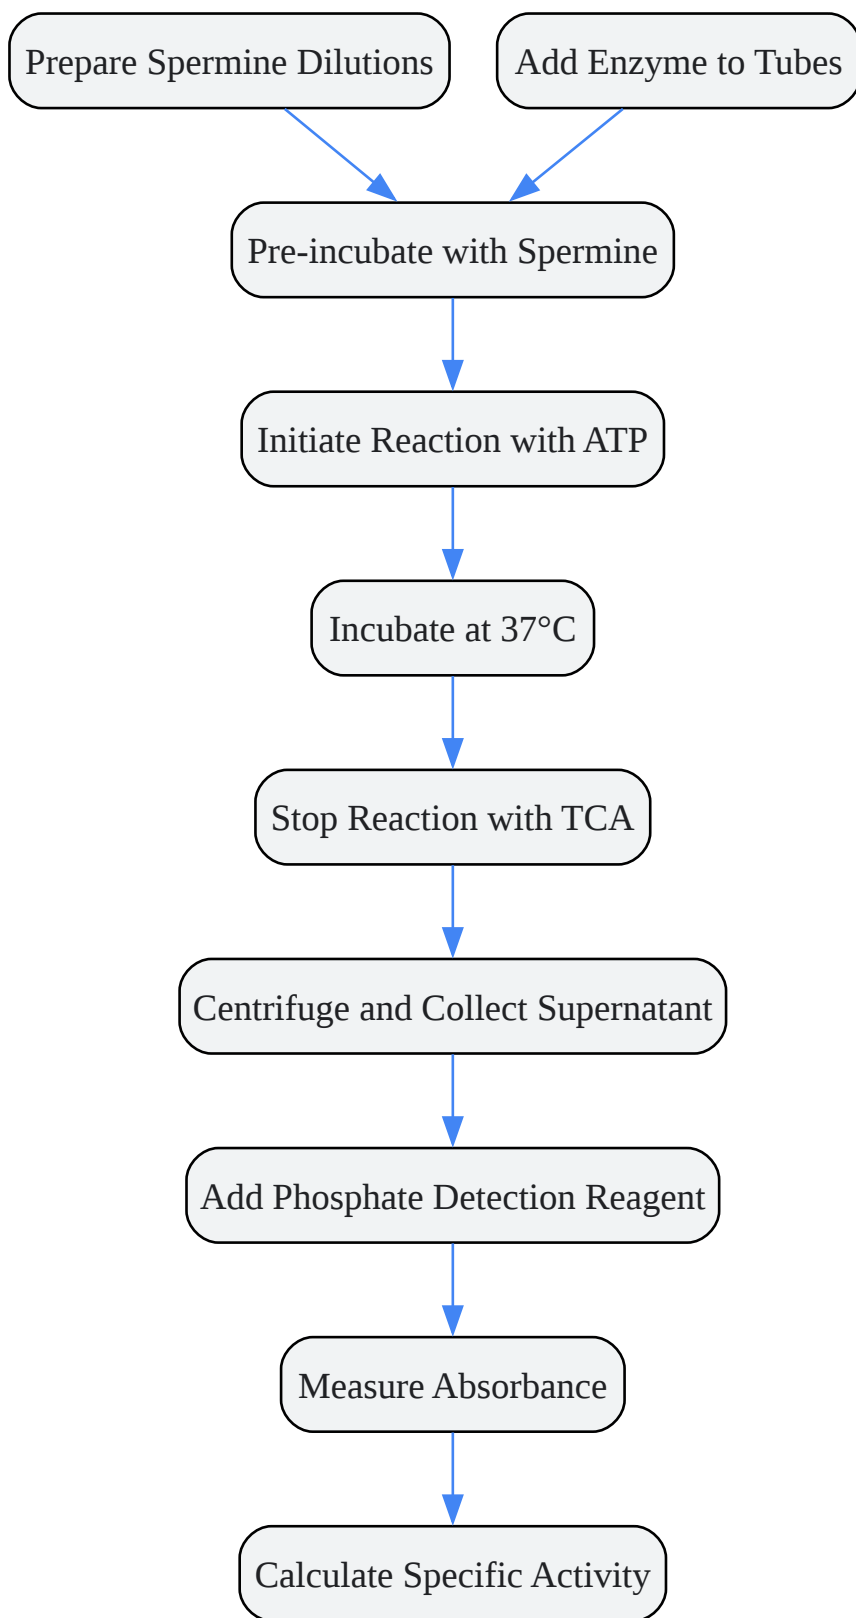 Prepare Spermine Dilutions
Add Enzyme to Tubes
Pre-incubate with Spermine
Initiate Reaction with ATP
Incubate at 37°C
Stop Reaction with TCA
Centrifuge and Collect Supernatant
Add Phosphate Detection Reagent
Measure Absorbance
Calculate Specific Activity